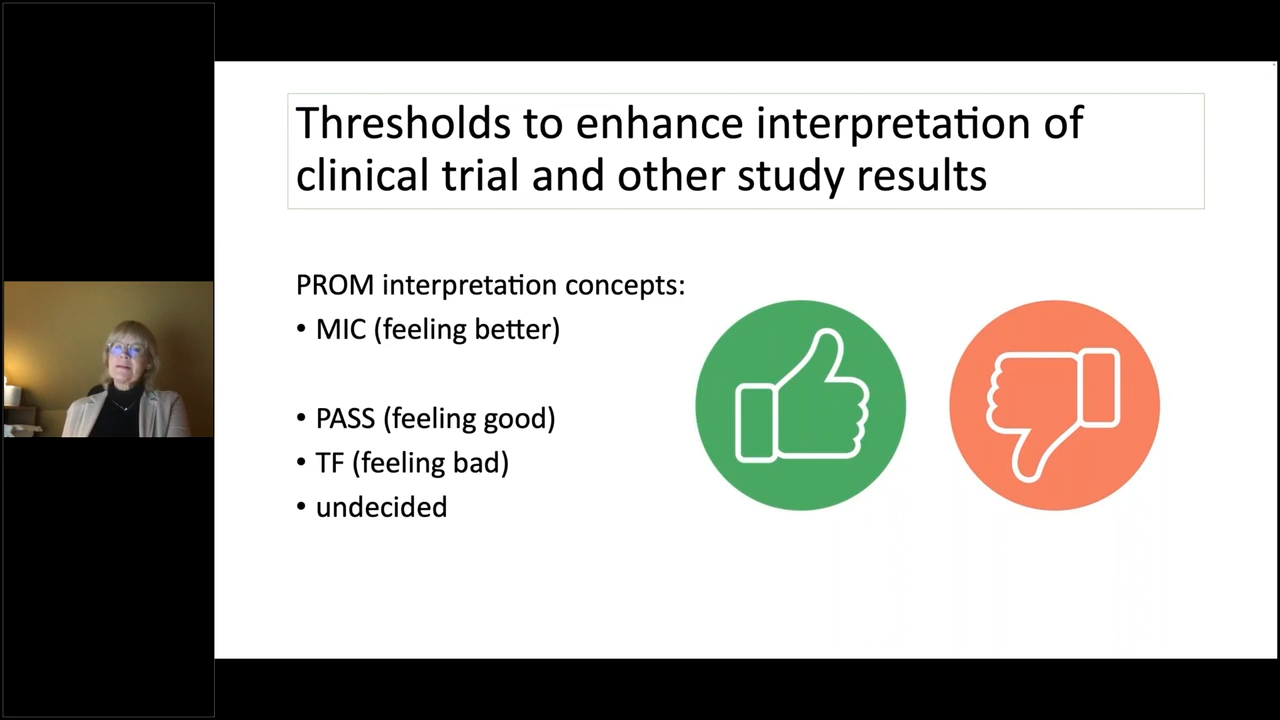 Thresholds to enhance interpretation of
clinical trial and other study results
PROM interpretation concepts:
• MIC (feeling better)
• PASS (feeling good)
• TF (feeling bad)
• undecided